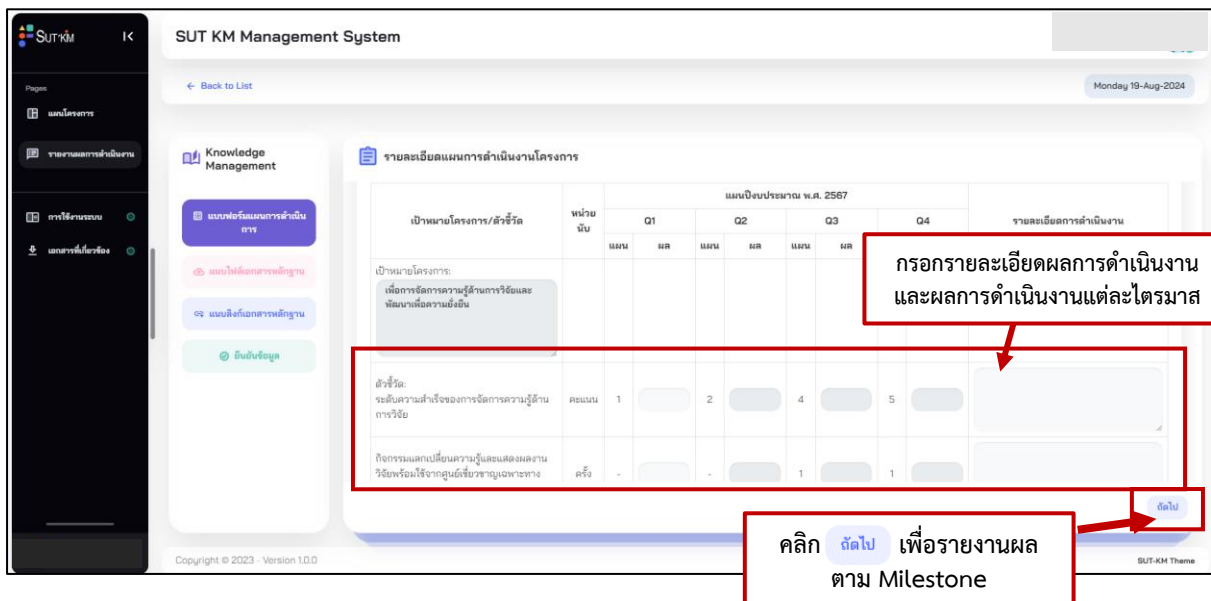 SUT KM
SUT KM Management System
Pages
แผนโครงการ
รายงานผลการดำเนินงาน
การใช้งานระบบ
เอกสารที่เกี่ยวข้อง
← Back to List
Monday 19-Aug-2024
Knowledge
Management
แบบฟอร์มแผนการดำเนิน
การ
แนบไฟล์เอกสารหลักฐาน
แนบลิงก์เอกสารหลักฐาน
ยืนยันข้อมูล
รายละเอียดแผนการดำเนินงานโครงการ
เป้าหมายโครงการ/ตัวชี้วัด
หน่วย
นับ
แผนปีงบประมาณ พ.ศ. 2567
Q1 Q2 Q3 Q4
แผน ผล แผน ผล แผน ผล
รายละเอียดการดำเนินงาน
กรอกรายละเอียดผลการดำเนินงาน
และผลการดำเนินงานแต่ละไตรมาส
เป้าหมายโครงการ:
เพื่อการจัดการความรู้ด้านการวิจัยและ
พัฒนาเพื่อความยั่งยืน
ตัวชี้วัด:
ระดับความสำเร็จของการจัดการความรู้ด้าน
การวิจัย
คะแนน 1 2 4 5
กิจกรรมแลกเปลี่ยนความรู้และแสดงผลงาน
วิจัยพร้อมใช้จากศูนย์เชี่ยวชาญเฉพาะทาง
ครั้ง - - 1 1
ถัดไป
คลิก ถัดไป เพื่อรายงานผล
ตาม Milestone
Copyright © 2023 - Version 1.0.0
SUT-KM Theme